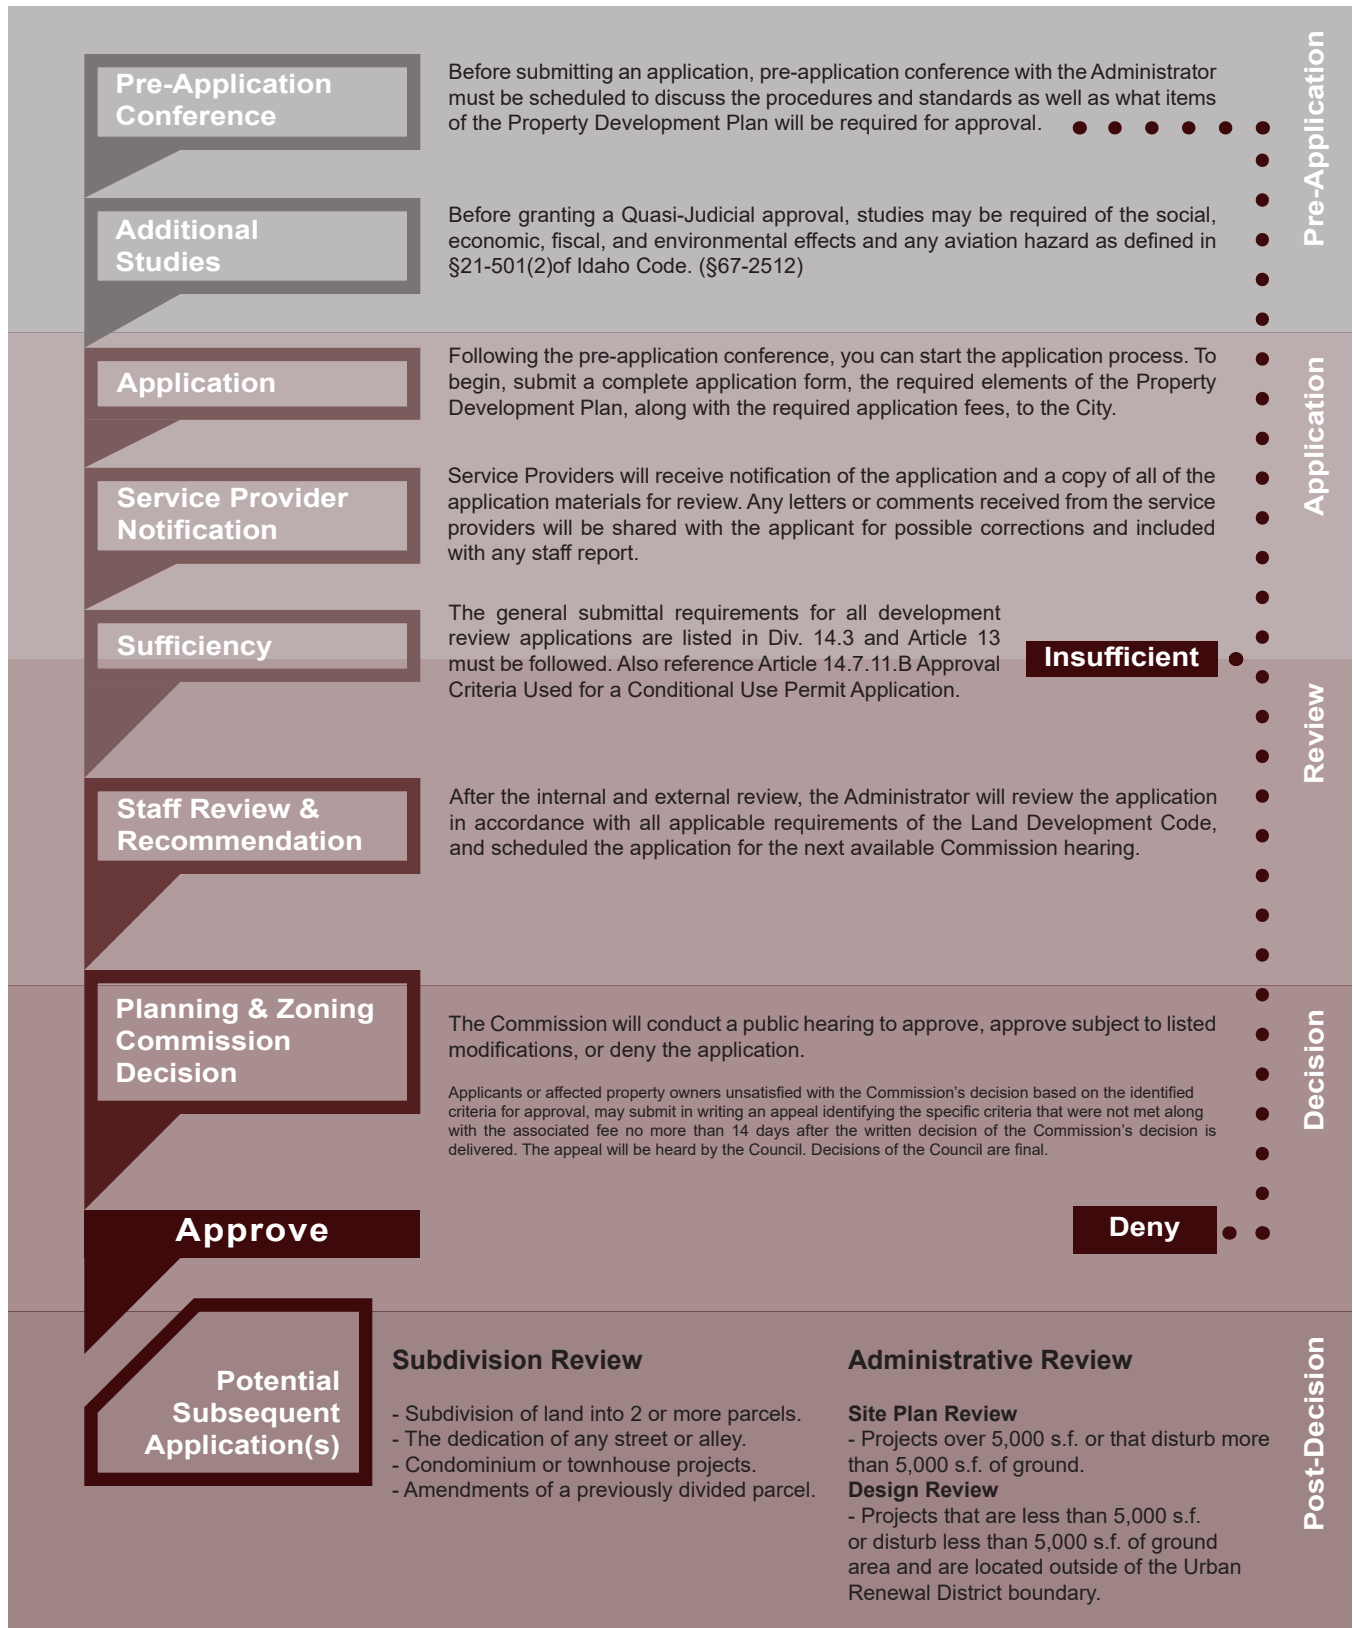 Pre-Application
Conference
Before submitting an application, pre-application conference with the Administrator
must be scheduled to discuss the procedures and standards as well as what items
of the Property Development Plan will be required for approval.
Pre-Application
Additional
Studies
Before granting a Quasi-Judicial approval, studies may be required of the social,
economic, fiscal, and environmental effects and any aviation hazard as defined in
§21-501(2)of Idaho Code. (§67-2512)
Application
Following the pre-application conference, you can start the application process. To
begin, submit a complete application form, the required elements of the Property
Development Plan, along with the required application fees, to the City.
Application
Service Provider
Notification
Service Providers will receive notification of the application and a copy of all of the
application materials for review. Any letters or comments received from the service
providers will be shared with the applicant for possible corrections and included
with any staff report.
Sufficiency
The general submittal requirements for all development
review applications are listed in Div. 14.3 and Article 13
must be followed. Also reference Article 14.7.11.B Approval
Criteria Used for a Conditional Use Permit Application.
Insufficient
Review
Staff Review &
Recommendation
After the internal and external review, the Administrator will review the application
in accordance with all applicable requirements of the Land Development Code,
and scheduled the application for the next available Commission hearing.
Planning & Zoning
Commission
Decision
The Commission will conduct a public hearing to approve, approve subject to listed
modifications, or deny the application.
Applicants or affected property owners unsatisfied with the Commission's decision based on the identified
criteria for approval, may submit in writing an appeal identifying the specific criteria that were not met along
with the associated fee no more than 14 days after the written decision of the Commission's decision is
delivered. The appeal will be heard by the Council. Decisions of the Council are final.
Decision
Approve
Deny
Potential
Subsequent
Application(s)
Subdivision Review
- Subdivision of land into 2 or more parcels.
- The dedication of any street or alley.
- Condominium or townhouse projects.
- Amendments of a previously divided parcel.
Administrative Review
Site Plan Review
- Projects over 5,000 s.f. or that disturb more
than 5,000 s.f. of ground.
Design Review
- Projects that are less than 5,000 s.f.
or disturb less than 5,000 s.f. of ground
area and are located outside of the Urban
Renewal District boundary.
Post-Decision